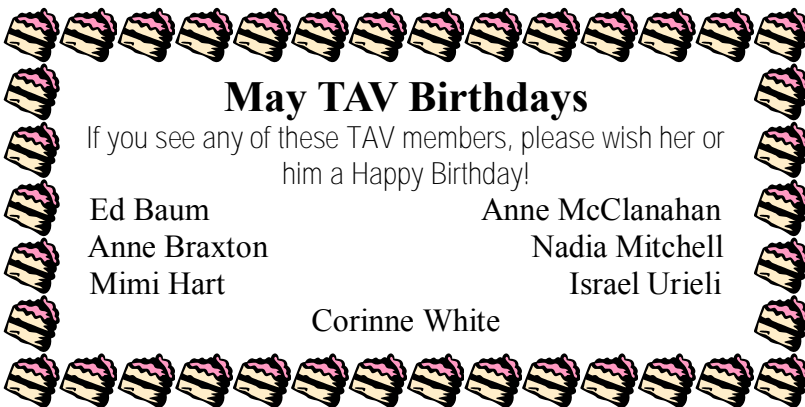 May TAV Birthdays
If you see any of these TAV members, please wish her or
him a Happy Birthday!
Ed Baum Anne McClanahan
Anne Braxton Nadia Mitchell
Mimi Hart Israel Urieli
Corinne White